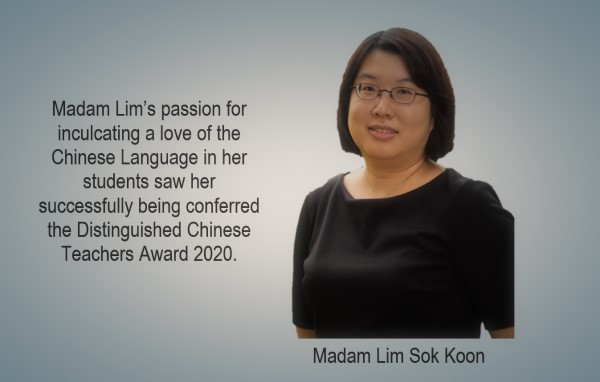 Madam Lim’s passion for
inculcating a love of the
Chinese Language in her
students saw her
successfully being conferred
the Distinguished Chinese
Teachers Award 2020.
Madam Lim Sok Koon